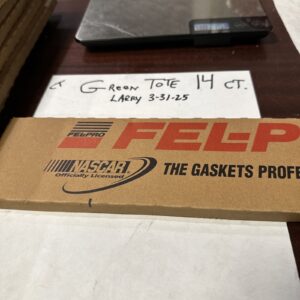 Green Tote 14 ct.
Larry 3-31-25
FEL-PRO FEL-P
NASCAR
Officially Licensed
THE GASKETS PROFE